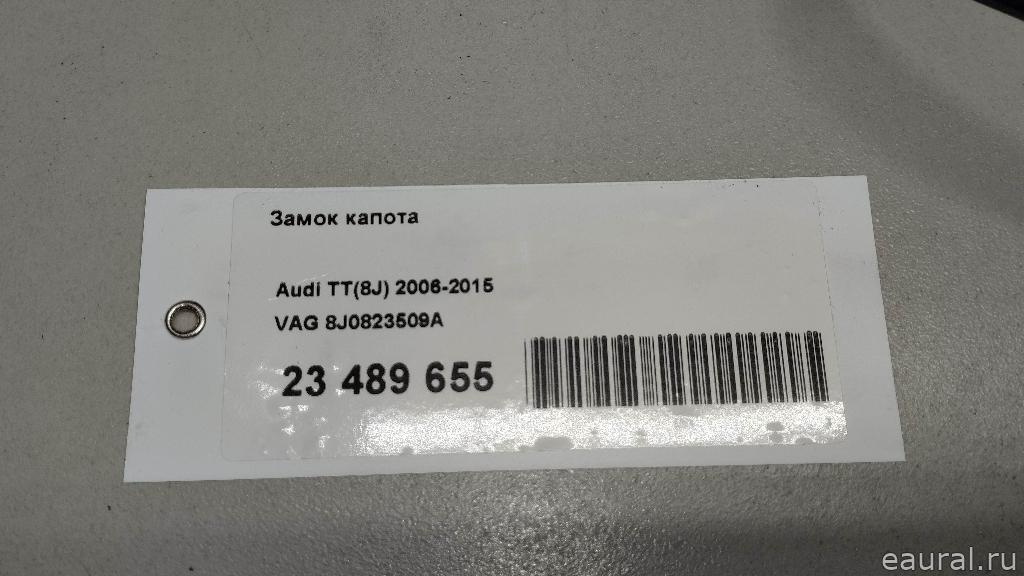 Замок капота
Audi TT(8J) 2006-2015
VAG 8J0823509A
23 489 655
eaural.ru